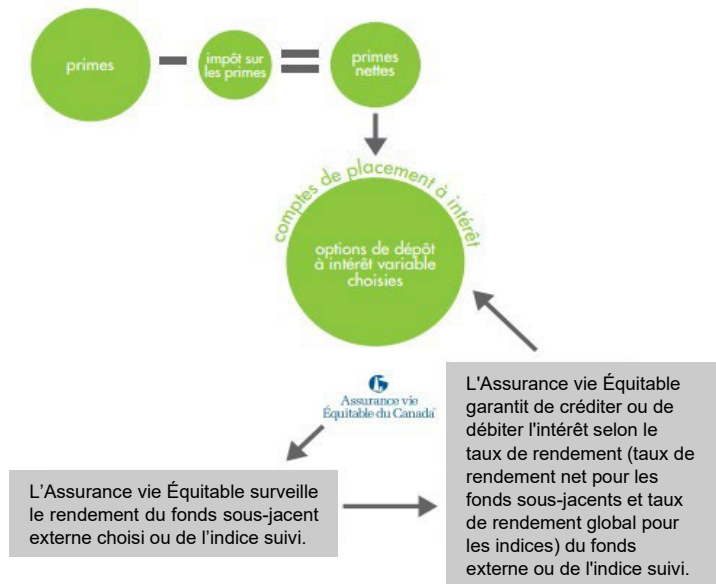 primes
impôt sur
les primes
primes
nettes
comptes de placement à intérêt
options de dépôt
à intérêt variable
choisies
Assurance vie
Équitable du Canada
L'Assurance vie Équitable
garantit de créditer ou de
débiter l'intérêt selon le
taux de rendement (taux de
rendement net pour les
fonds sous-jacents et taux
de rendement global pour
les indices) du fonds
externe ou de l'indice suivi.
L’Assurance vie Équitable surveille
le rendement du fonds sous-jacent
externe choisi ou de l’indice suivi.